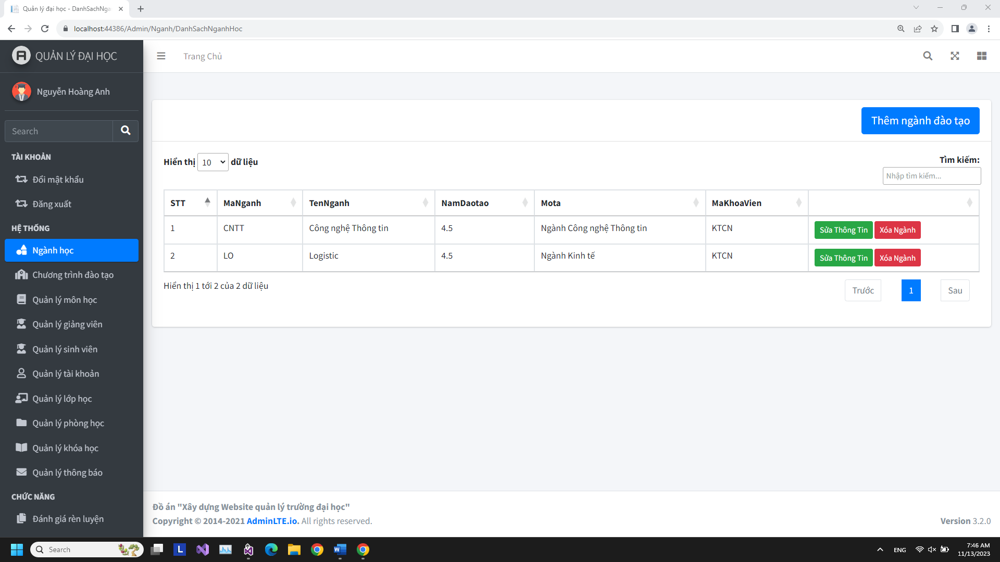 Quản lý đại học - DanhSachNga
localhost:44386/Admin/Nganh/DanhSachNganhHoc
QUẢN LÝ ĐẠI HỌC
Trang Chủ
Nguyễn Hoàng Anh
Search
TÀI KHOẢN
Đổi mật khẩu
Đăng xuất
HỆ THỐNG
Ngành học
Chương trình đào tạo
Quản lý môn học
Quản lý giảng viên
Quản lý sinh viên
Quản lý tài khoản
Quản lý lớp học
Quản lý phòng học
Quản lý khóa học
Quản lý thông báo
CHỨC NĂNG
Đánh giá rèn luyện
Thêm ngành đào tạo
Hiển thị 10 dữ liệu
Tìm kiếm:
Nhập tìm kiếm...
STT MaNganh TenNganh NamDaotao Mota MaKhoaVien
1 CNTT Công nghệ Thông tin 4.5 Ngành Công nghệ Thông tin KTCN Sửa Thông Tin Xóa Ngành
2 LO Logistic 4.5 Ngành Kinh tế KTCN Sửa Thông Tin Xóa Ngành
Hiển thị 1 tới 2 của 2 dữ liệu
Trước 1 Sau
Đồ án "Xây dựng Website quản lý trường đại học"
Copyright © 2014-2021 AdminLTE.io. All rights reserved.
Version 3.2.0
Search
L
W
ENG
7:46 AM
11/13/2023